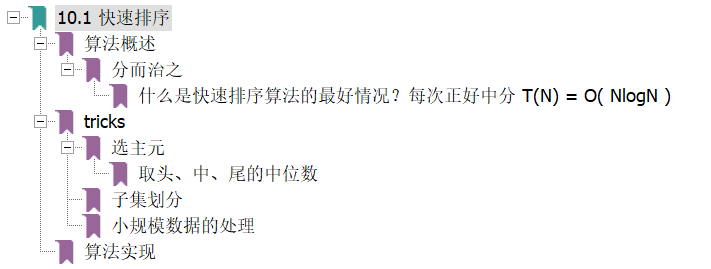 10.1 快速排序
算法概述
分而治之
什么是快速排序算法的最好情况？每次正好中分 T(N) = O( NlogN )
tricks
选主元
取头、中、尾的中位数
子集划分
小规模数据的处理
算法实现